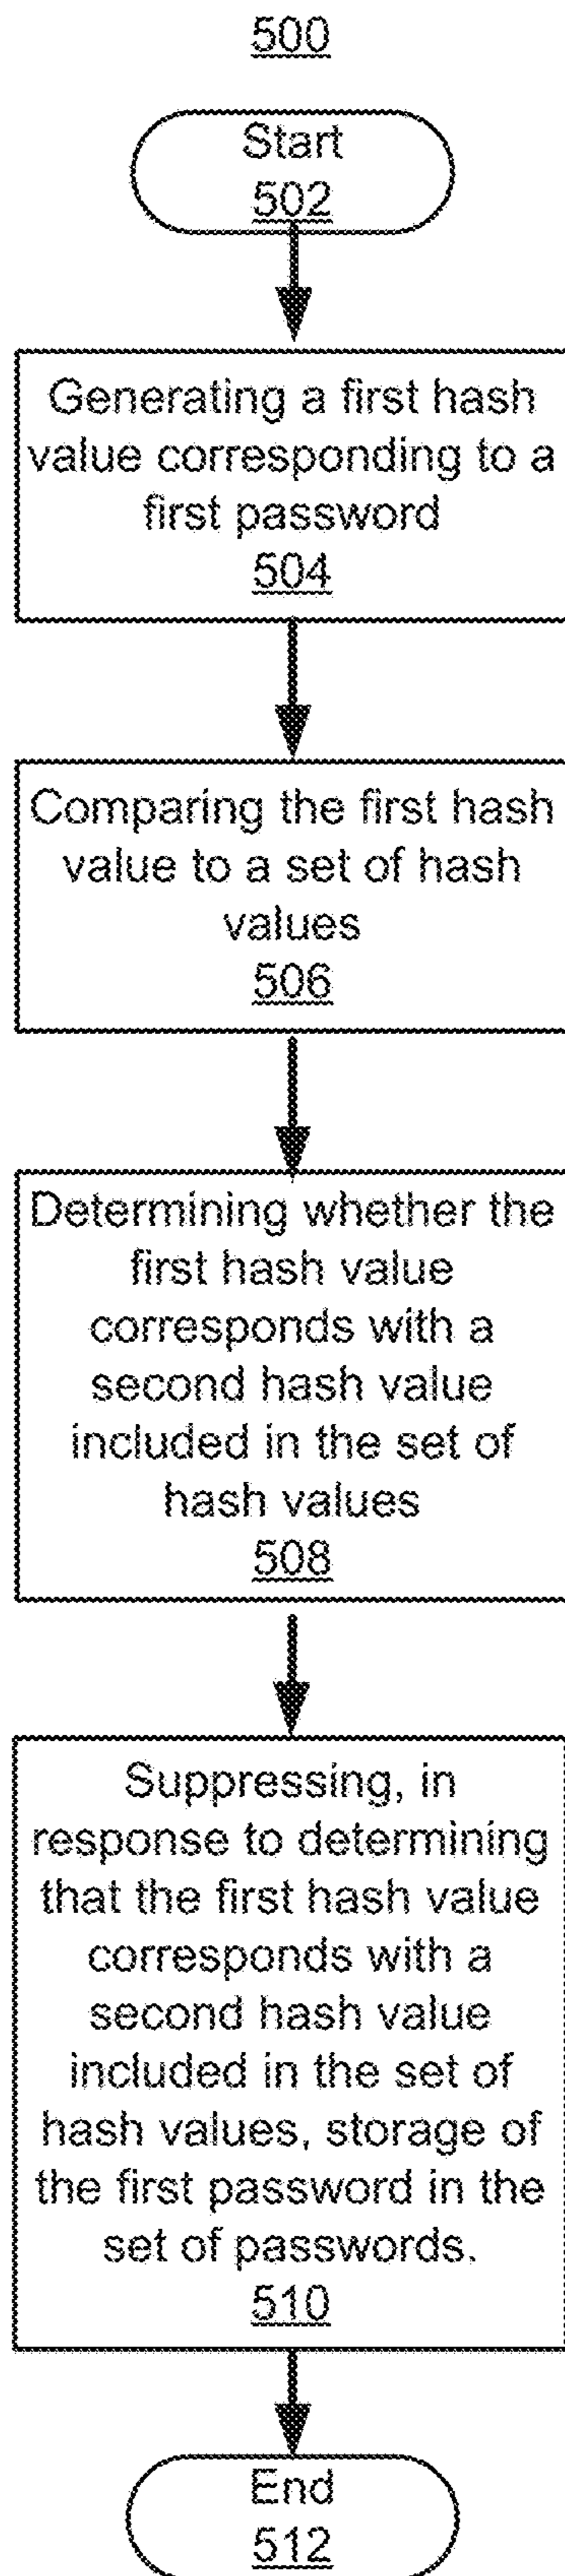 500
Start
502
Generating a first hash
value corresponding to a
first password
504
Comparing the first hash
value to a set of hash
values
506
Determining whether the
first hash value
corresponds with a
second hash value
included in the set of
hash values
508
Suppressing, in
response to determining
that the first hash value
corresponds with a
second hash value
included in the set of
hash values, storage of
the first password in the
set of passwords.
510
End
512